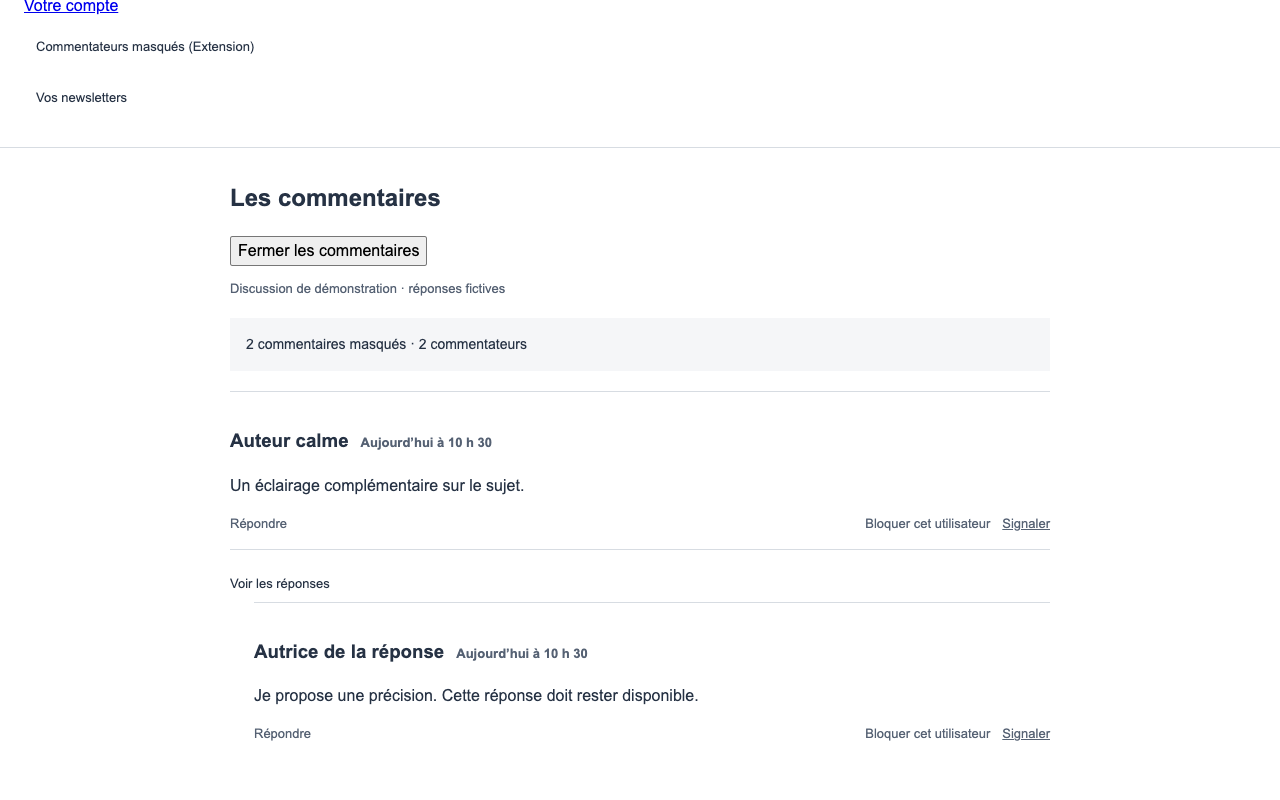 Votre compte
Commentateurs masqués (Extension)
Vos newsletters
Les commentaires
Fermer les commentaires
Discussion de démonstration · réponses fictives
2 commentaires masqués · 2 commentateurs
Auteur calme Aujourd’hui à 10 h 30
Un éclairage complémentaire sur le sujet.
Répondre Bloquer cet utilisateur Signaler
Voir les réponses
Autrice de la réponse Aujourd’hui à 10 h 30
Je propose une précision. Cette réponse doit rester disponible.
Répondre Bloquer cet utilisateur Signaler